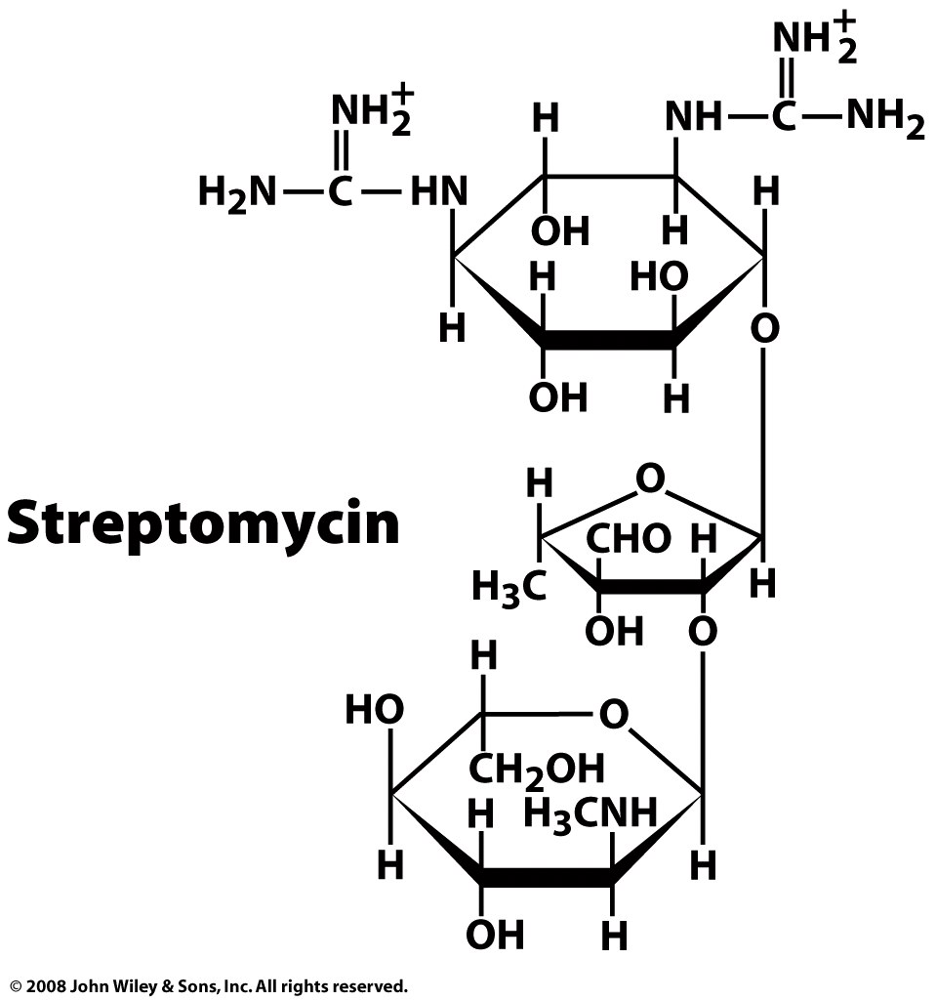 NH2+
NH2+
H
NH
C
NH2
H2N
C
HN
H
OH
H
H
HO
H
O
OH
H
H
O
CHO
H
H3C
H
OH
O
H
HO
O
CH2OH
H
H3CNH
H
H
OH
H
Streptomycin
© 2008 John Wiley & Sons, Inc. All rights reserved.